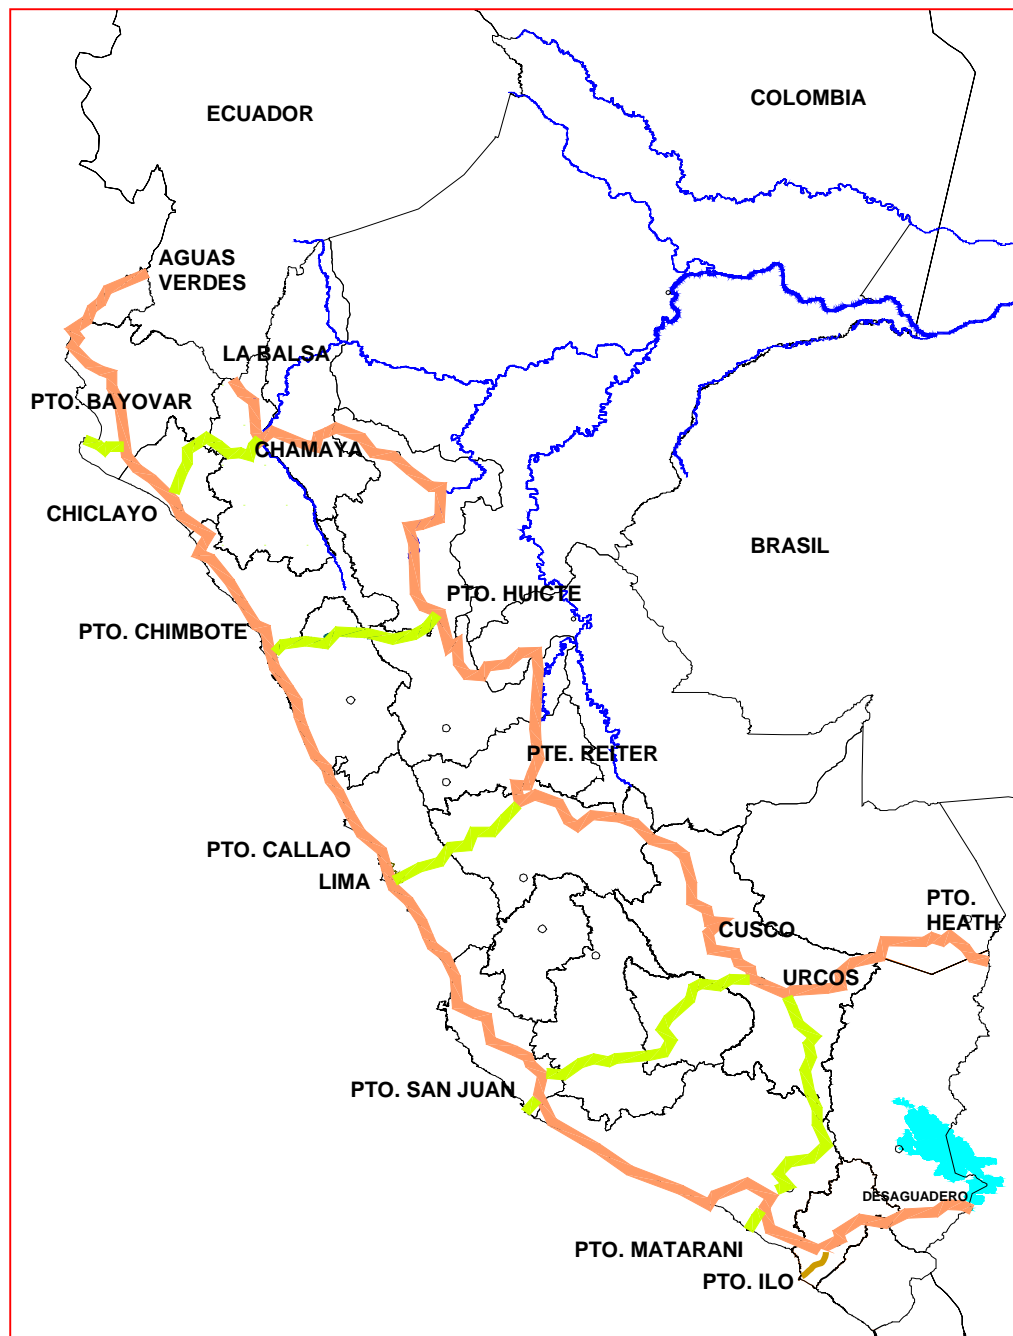 COLOMBIA
ECUADOR
AGUAS
VERDES
LA BALSA
PTO. BAYOVAR
CHAMAYA
CHICLAYO
BRASIL
PTO. HUICTE
PTO. CHIMBOTE
PTE. REITER
PTO. CALLAO
LIMA
PTO.
HEATH
CUSCO
URCOS
PTO. SAN JUAN
DESAGUADERO
PTO. MATARANI
PTO. ILO